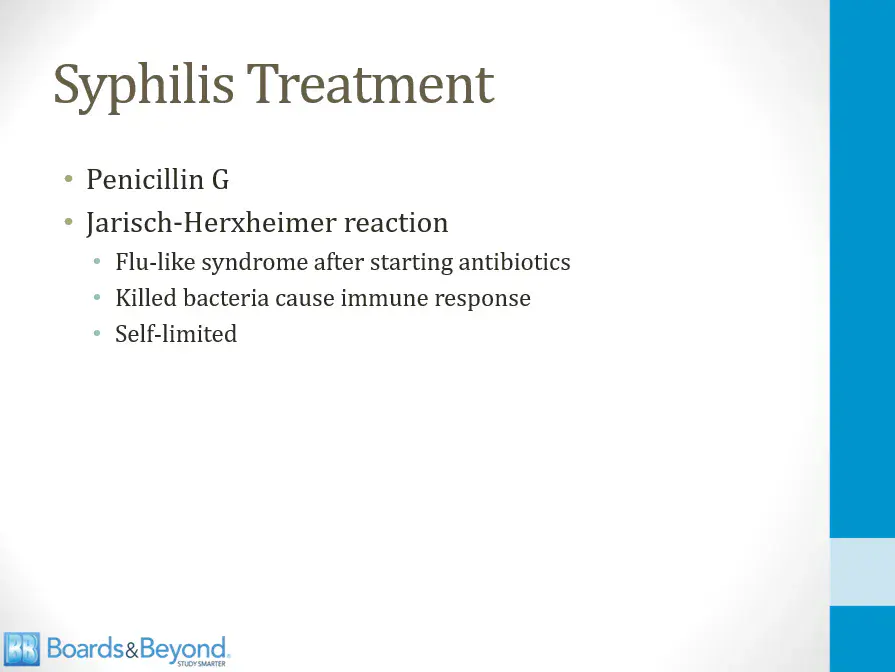 Syphilis Treatment
• Penicillin G
• Jarisch-Herxheimer reaction
• Flu-like syndrome after starting antibiotics
• Killed bacteria cause immune response
• Self-limited
BB Boards&Beyond.
STUDY SMARTER